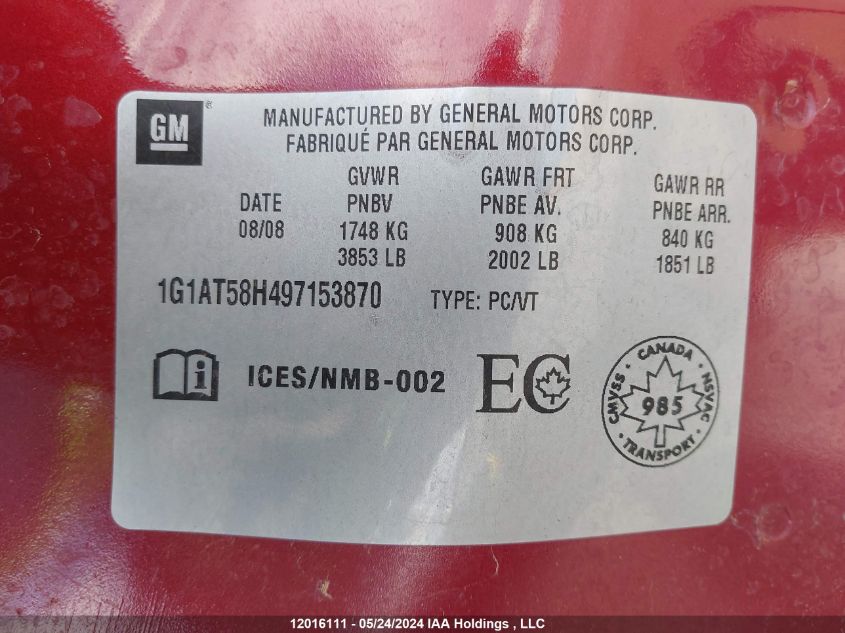 GM
MANUFACTURED BY GENERAL MOTORS CORP.
FABRIQUÉ PAR GENERAL MOTORS CORP.
GVWR GAWR FRT GAWR RR
DATE PNBV PNBE AV. PNBE ARR.
08/08 1748 KG 908 KG 840 KG
3853 LB 2002 LB 1851 LB
1G1AT58H497153870 TYPE: PC/VT
i ICES/NMB-002 EC
CMVSS · CANADA · NSVAC · TRANSPORT ·
985
12016111 - 05/24/2024 IAA Holdings , LLC